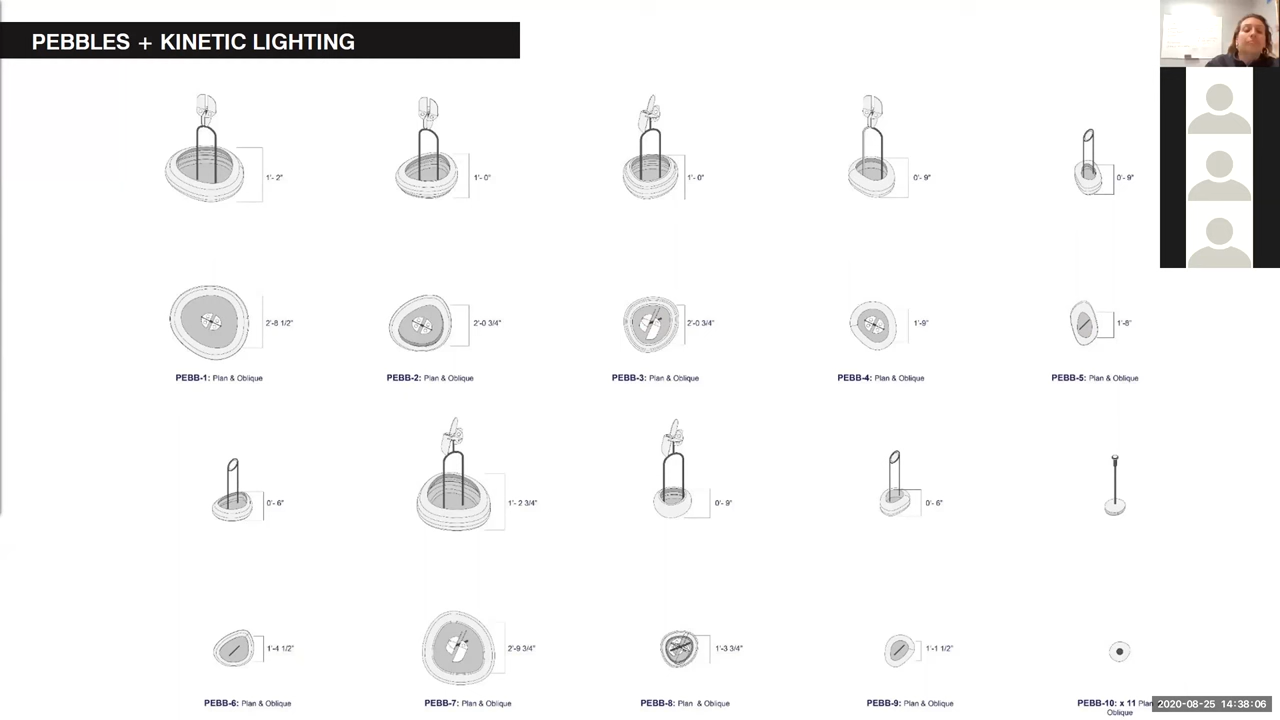 PEBBLES + KINETIC LIGHTING
1'- 2"
1'- 0"
1'- 0"
0'- 9"
0'- 9"
2'-8 1/2"
2'-0 3/4"
2'-0 3/4"
1'-9"
1'-8"
PEBB-1: Plan & Oblique
PEBB-2: Plan & Oblique
PEBB-3: Plan & Oblique
PEBB-4: Plan & Oblique
PEBB-5: Plan & Oblique
0'- 6"
1'- 2 3/4"
0'- 9"
0'- 6"
1'-4 1/2"
2'-9 3/4"
1'-3 3/4"
1'-1 1/2"
PEBB-6: Plan & Oblique
PEBB-7: Plan & Oblique
PEBB-8: Plan & Oblique
PEBB-9: Plan & Oblique
PEBB-10: x 11 Plan
Oblique
2020-08-25 14:38:06